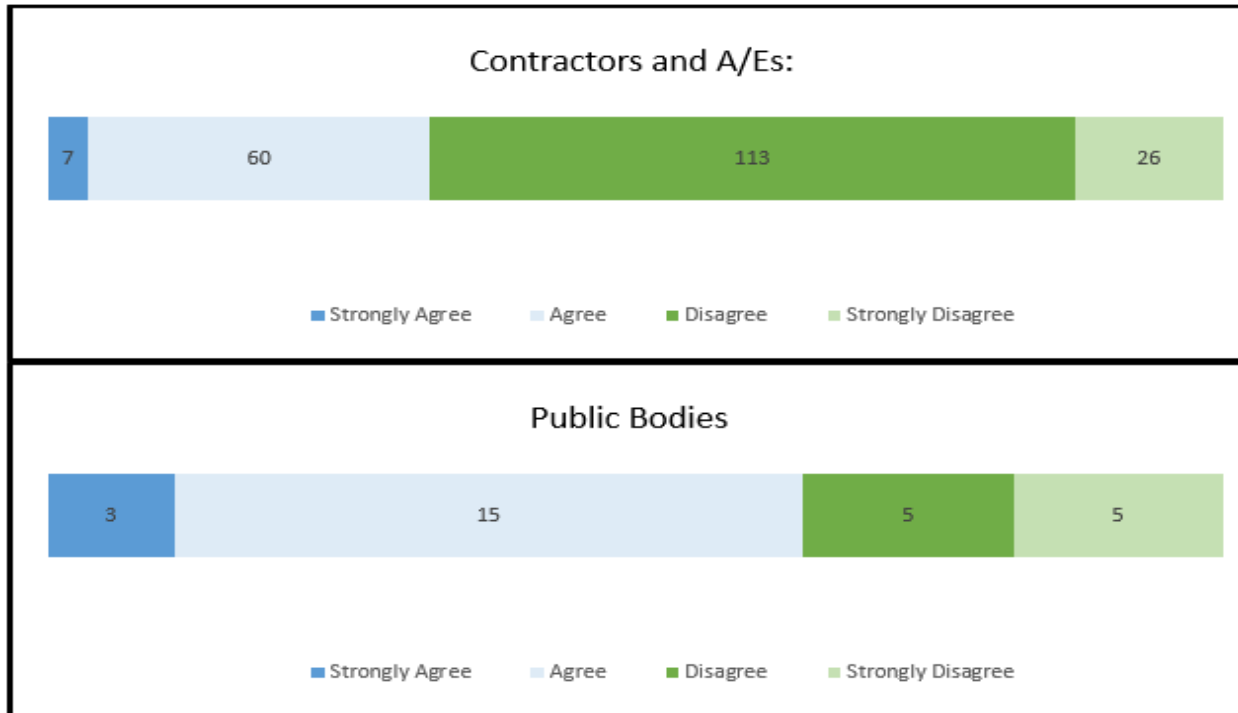 Contractors and A/Es:
7 60 113 26
Strongly Agree Agree Disagree Strongly Disagree
Public Bodies
3 15 5 5
Strongly Agree Agree Disagree Strongly Disagree